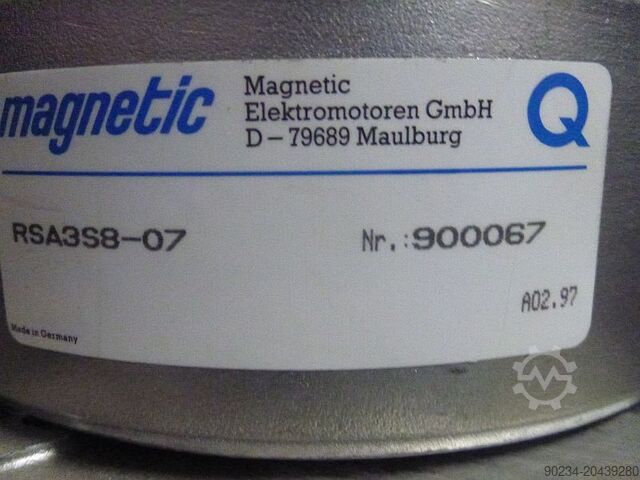 magnetic
Magnetic
Elektromotoren GmbH
D – 79689 Maulburg
Q
RSA3S8-07
Nr.:900067
A02.97
Made in Germany
90234-20439280